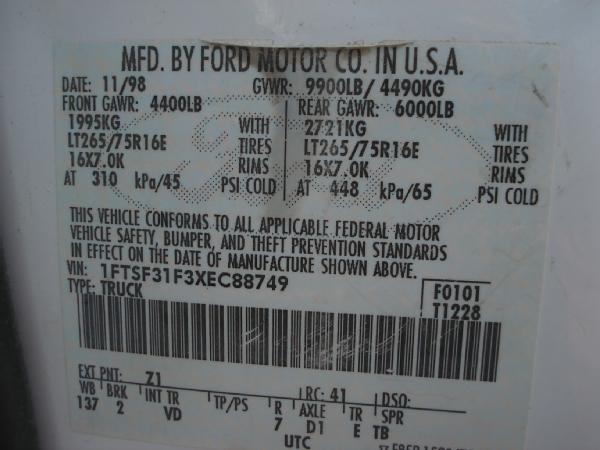 MFD. BY FORD MOTOR CO. IN U.S.A.
DATE: 11/98 GVWR: 9900LB/ 4490KG
FRONT GAWR: 4400LB REAR GAWR: 6000LB
1995KG WITH 2721KG WITH
LT265/75R16E TIRES LT265/75R16E TIRES
16X7.0K RIMS 16X7.0K RIMS
AT 310 kPa/45 PSI COLD AT 448 kPa/65 PSI COLD
THIS VEHICLE CONFORMS TO ALL APPLICABLE FEDERAL MOTOR
VEHICLE SAFETY, BUMPER, AND THEFT PREVENTION STANDARDS
IN EFFECT ON THE DATE OF MANUFACTURE SHOWN ABOVE.
VIN: 1FTSF31F3XEC88749 F0101
TYPE: TRUCK T1228
EXT PNT: Z1 RC: 41 DSO:
WB BRK INT TR TP/PS R AXLE TR SPR
137 2 VD 7 D1 E TB
UTC